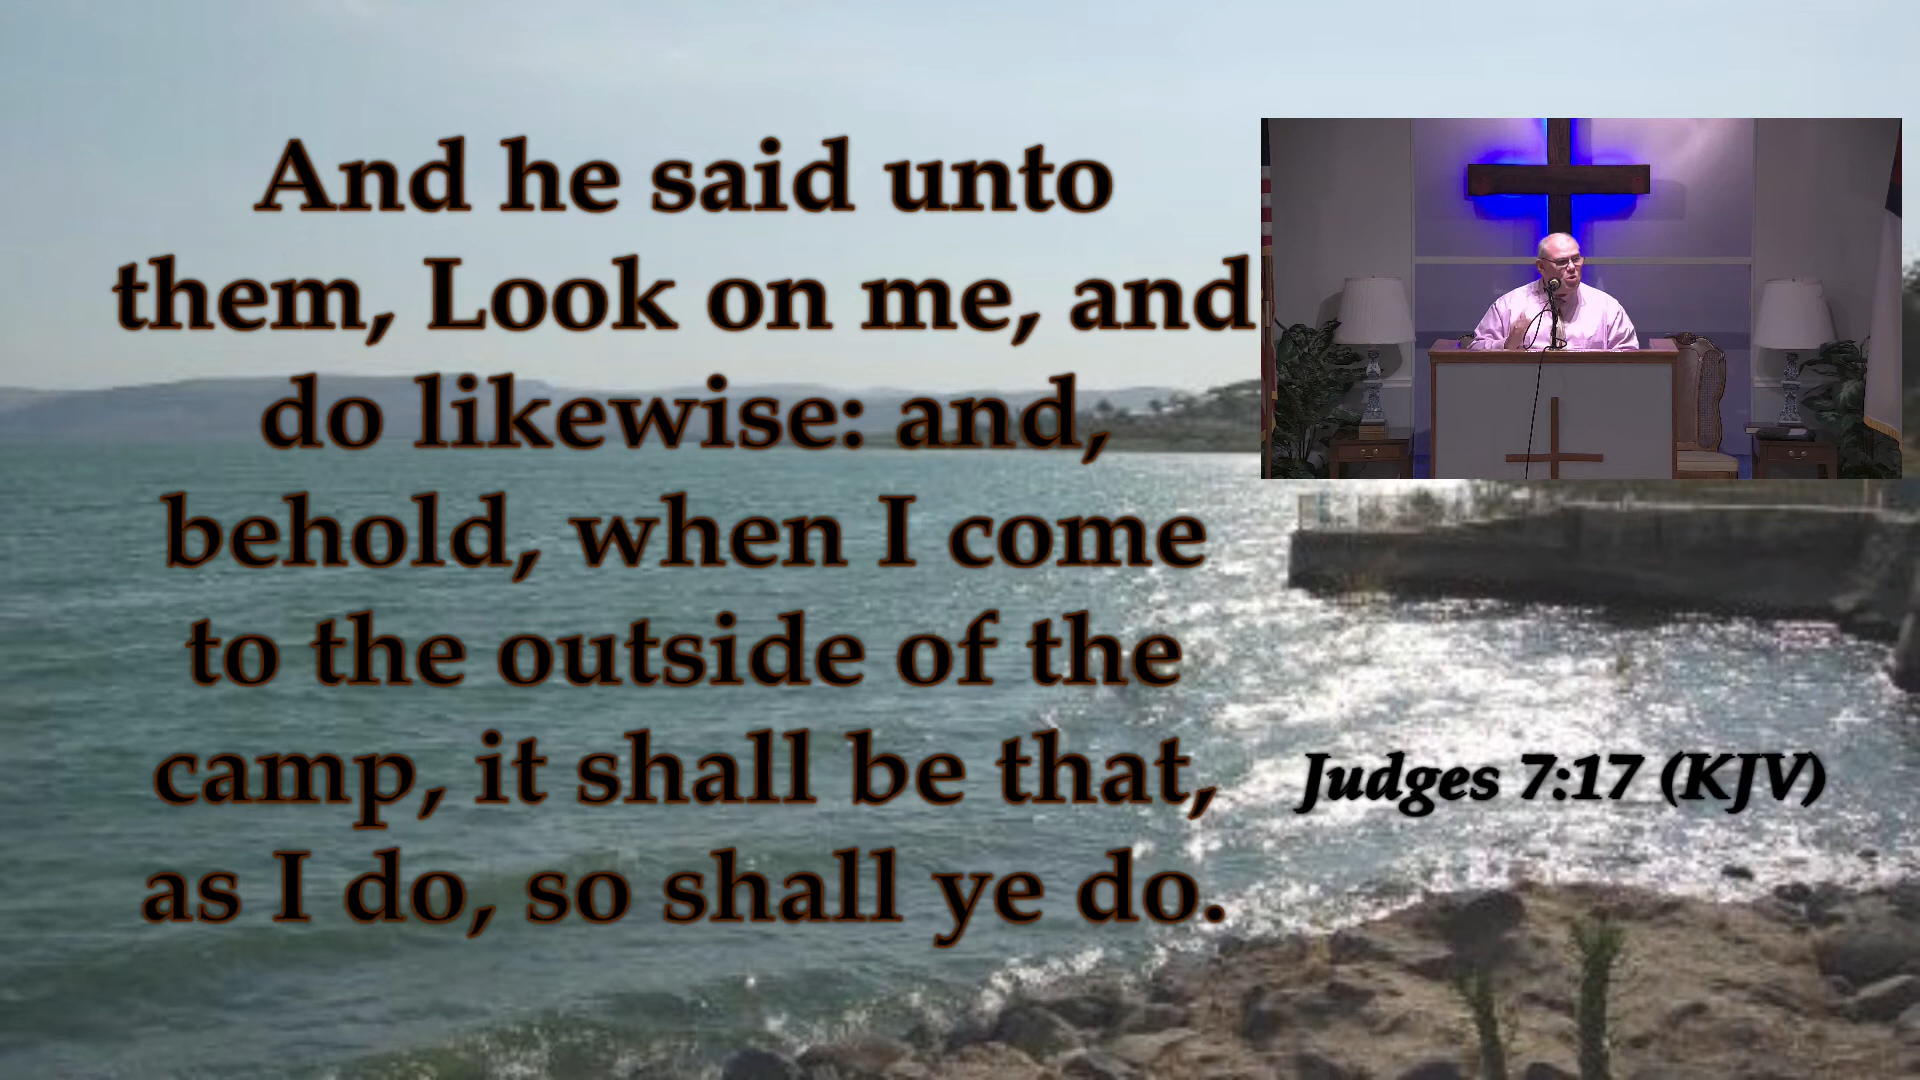 And he said unto
them, Look on me, and
do likewise: and,
behold, when I come
to the outside of the
camp, it shall be that,
as I do, so shall ye do.
Judges 7:17 (KJV)